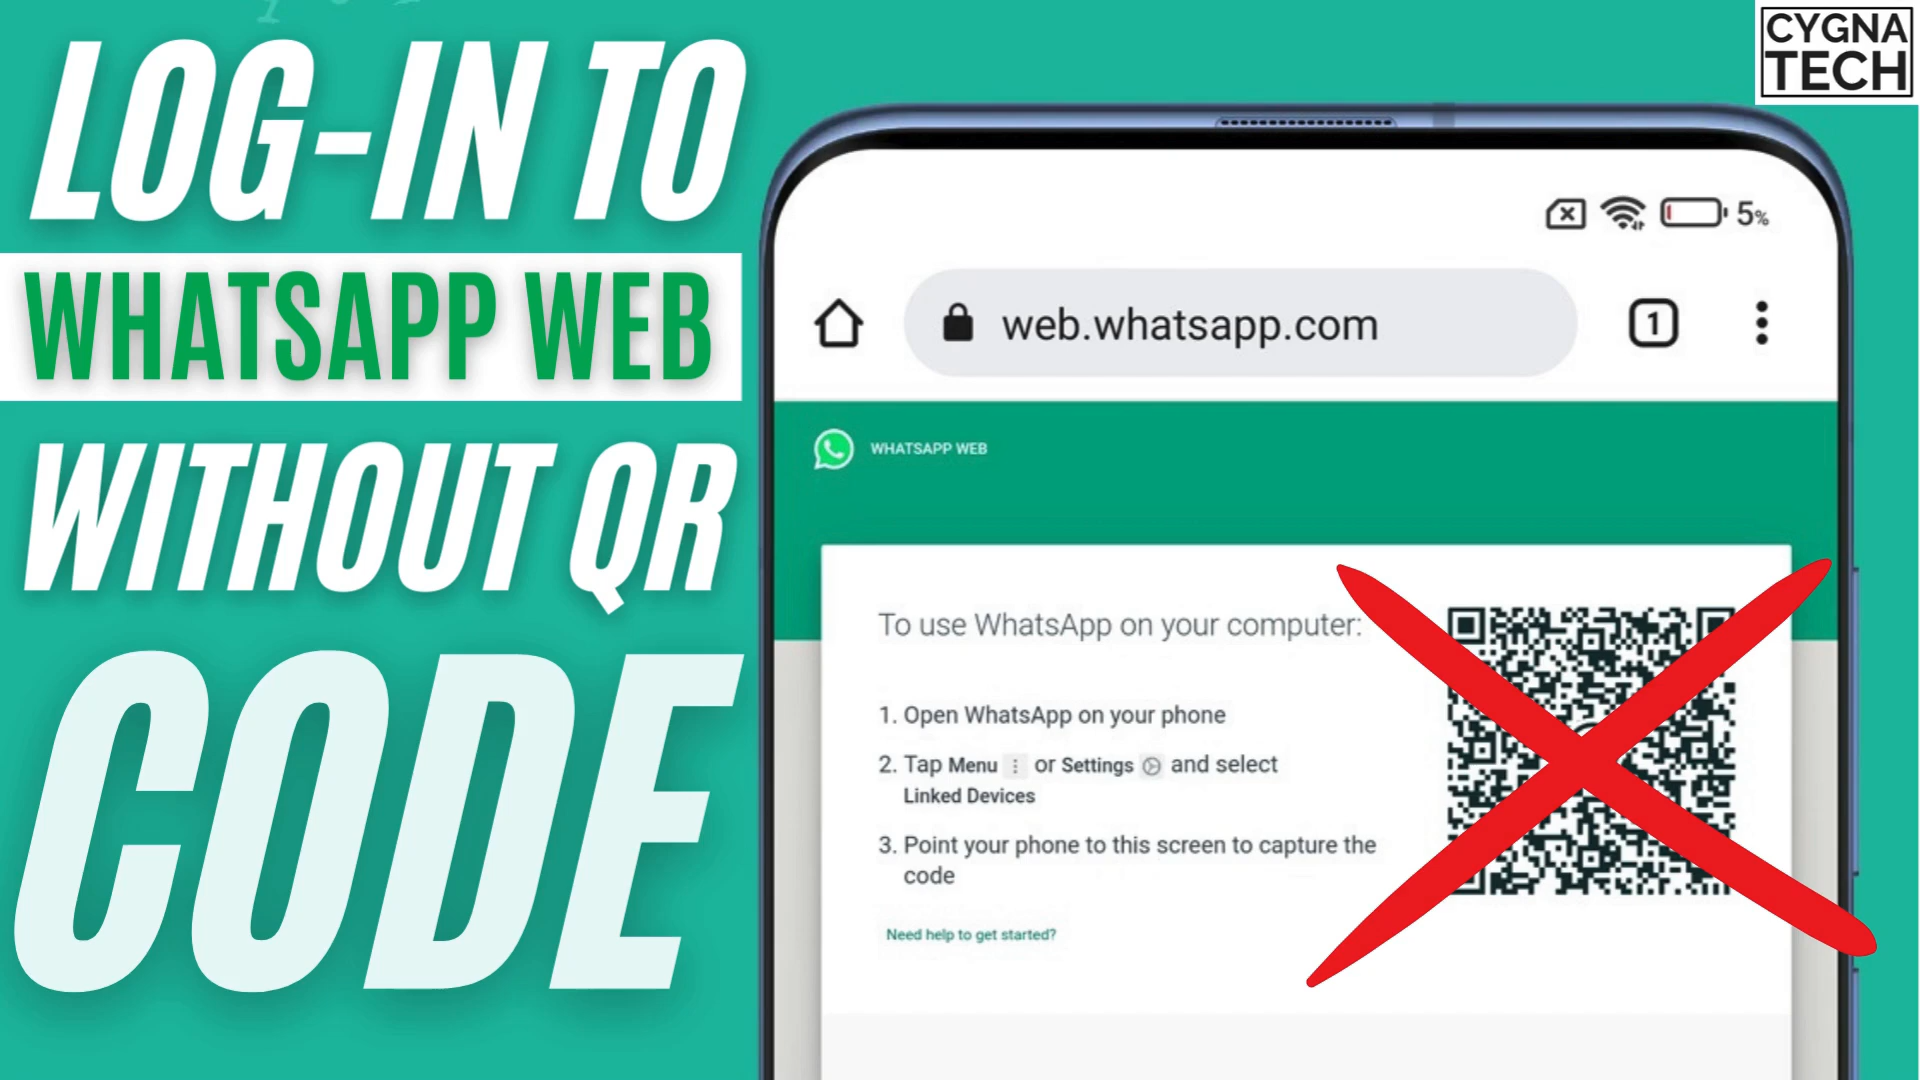 LOG-IN TO
WHATSAPP WEB
WITHOUT QR
CODE
CYGNA
TECH
5%
web.whatsapp.com
1
WHATSAPP WEB
To use WhatsApp on your computer:
1. Open WhatsApp on your phone
2. Tap Menu or Settings and select
Linked Devices
3. Point your phone to this screen to capture the
code
Need help to get started?